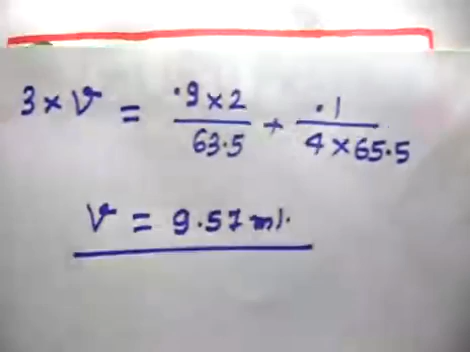 3 × V = .9 × 2 / 63.5 + .1 / 4 × 65.5
V = 9.57 ml.